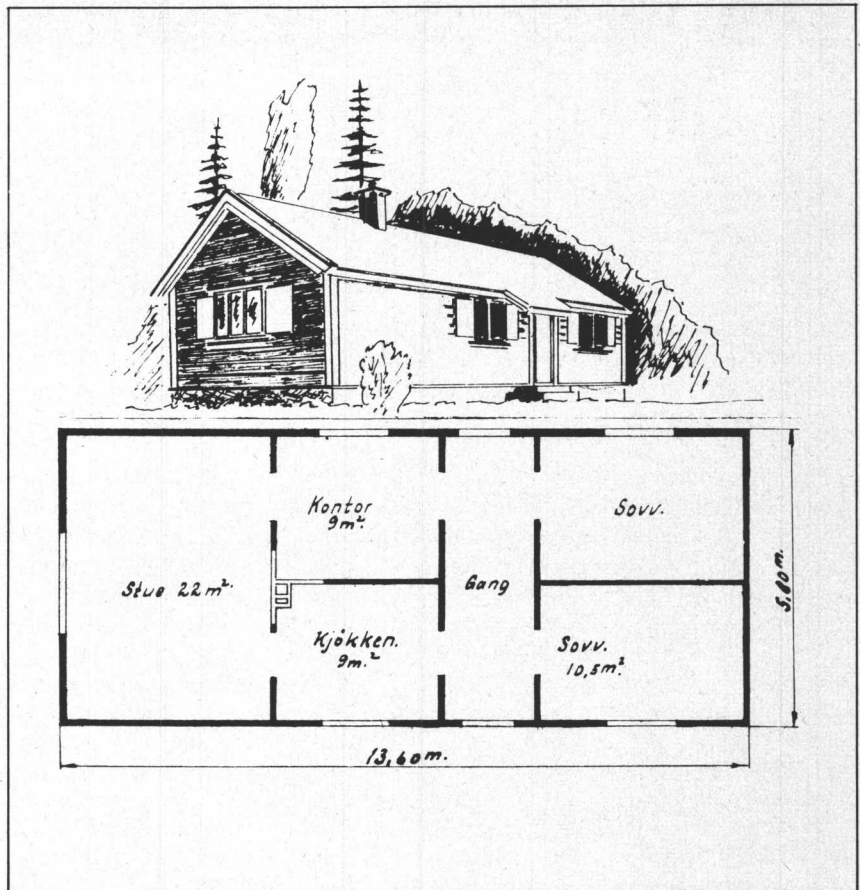 Kontor
9m².
Sovv.
Stue 22m².
Gang
Kjøkken.
9m.²
Sovv.
10,5m².
5,80m.
13,60m.